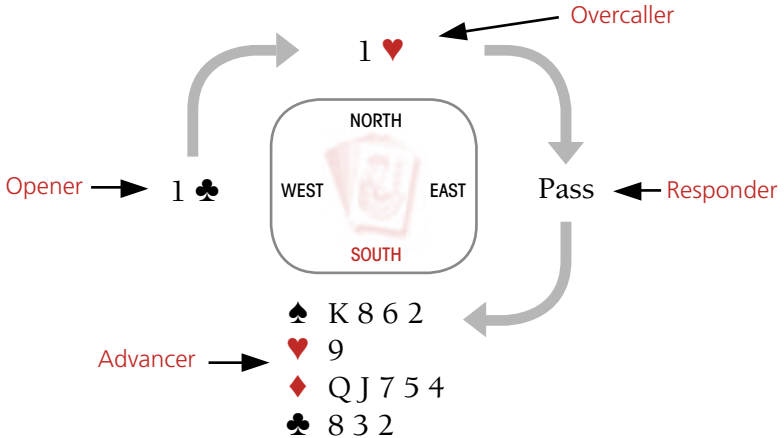 Overcaller
1 ♥
NORTH
Opener
1 ♣
WEST
EAST
Pass
Responder
SOUTH
♠ K 8 6 2
Advancer
♥ 9
♦ Q J 7 5 4
♣ 8 3 2